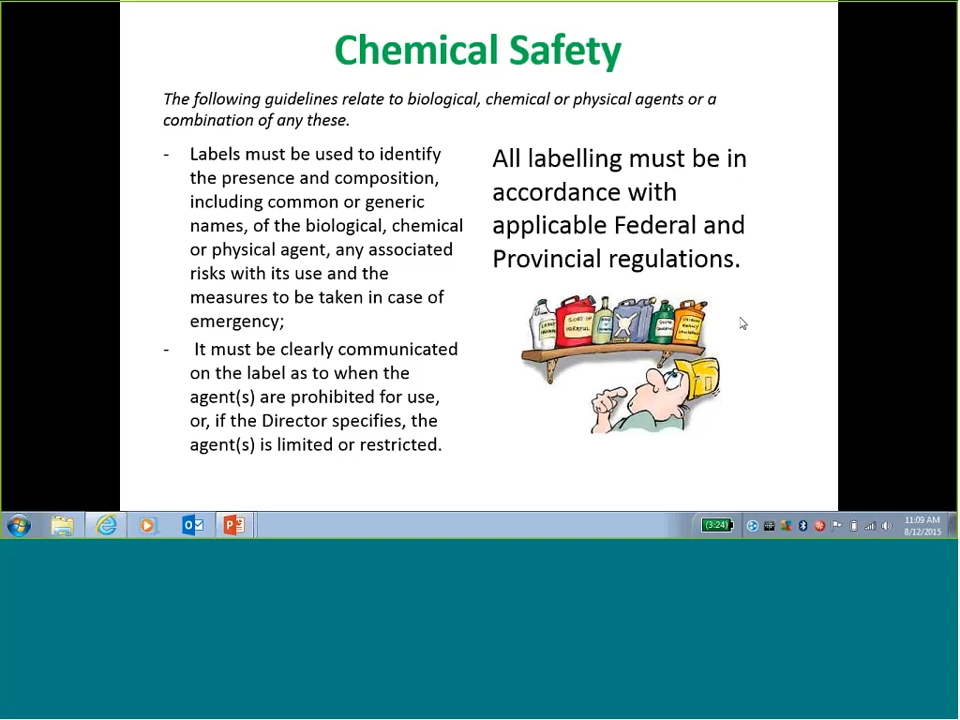 Chemical Safety
The following guidelines relate to biological, chemical or physical agents or a
combination of any these.
- Labels must be used to identify
the presence and composition,
including common or generic
names, of the biological, chemical
or physical agent, any associated
risks with its use and the
measures to be taken in case of
emergency;
- It must be clearly communicated
on the label as to when the
agent(s) are prohibited for use,
or, if the Director specifies, the
agent(s) is limited or restricted.
All labelling must be in
accordance with
applicable Federal and
Provincial regulations.
SORT OF
HARMFUL
(3:24)
11:09 AM
8/12/2015